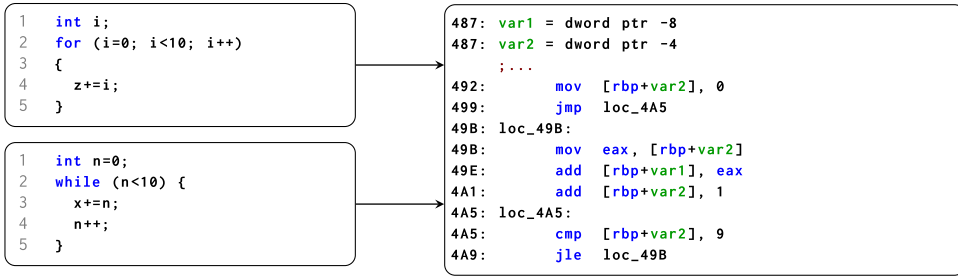 1 int i;
2 for (i=0; i<10; i++)
3 {
4 z+=i;
5 }
1 int n=0;
2 while (n<10) {
3 x+=n;
4 n++;
5 }
487: var1 = dword ptr -8
487: var2 = dword ptr -4
;...
492: mov [rbp+var2], 0
499: jmp loc_4A5
49B: loc_49B:
49B: mov eax, [rbp+var2]
49E: add [rbp+var1], eax
4A1: add [rbp+var2], 1
4A5: loc_4A5:
4A5: cmp [rbp+var2], 9
4A9: jle loc_49B